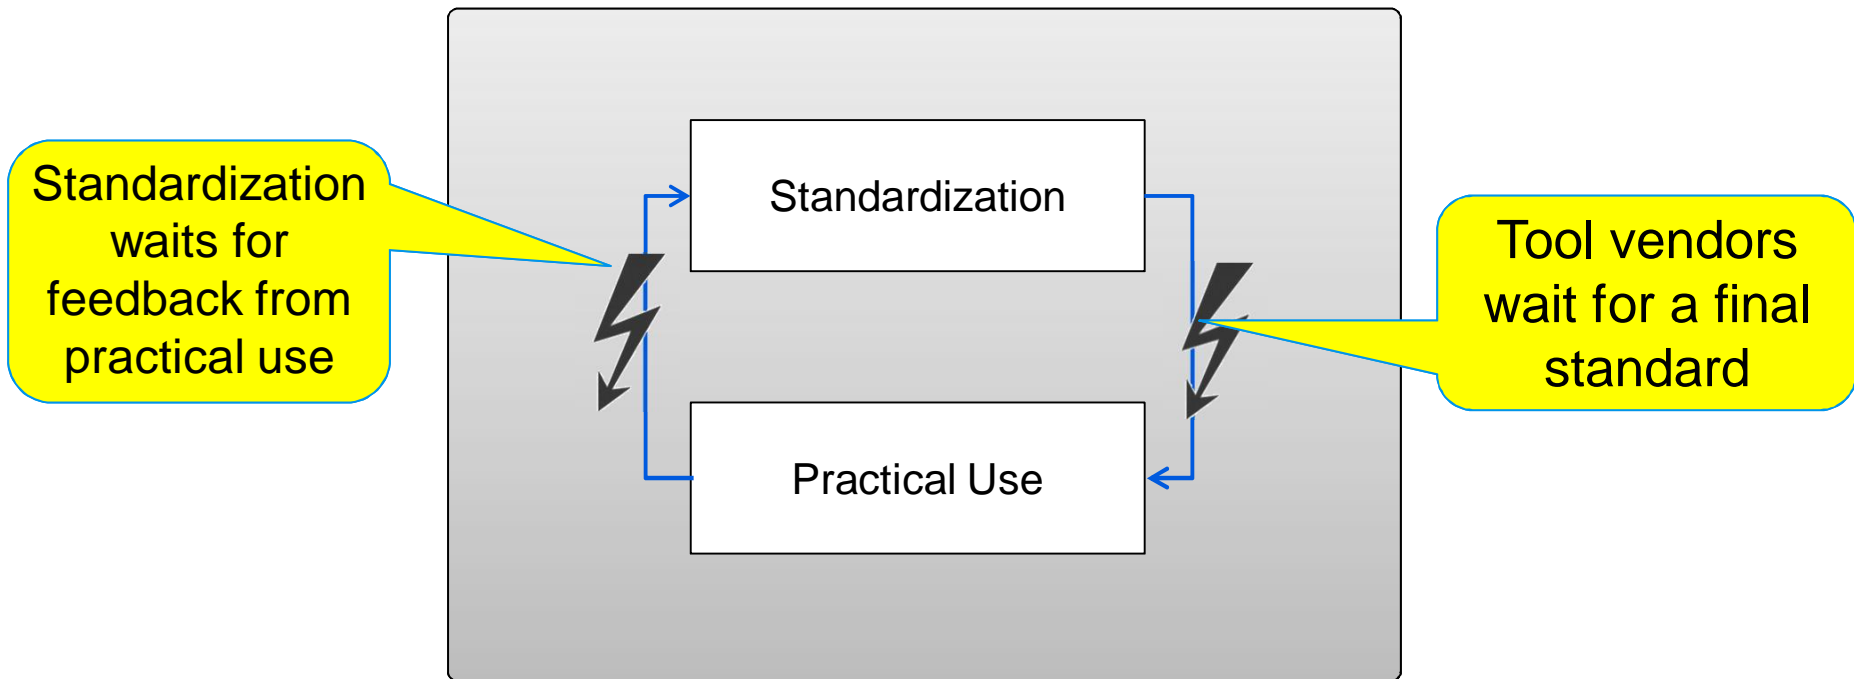 Standardization
waits for
feedback from
practical use
Standardization
Practical Use
Tool vendors
wait for a final
standard